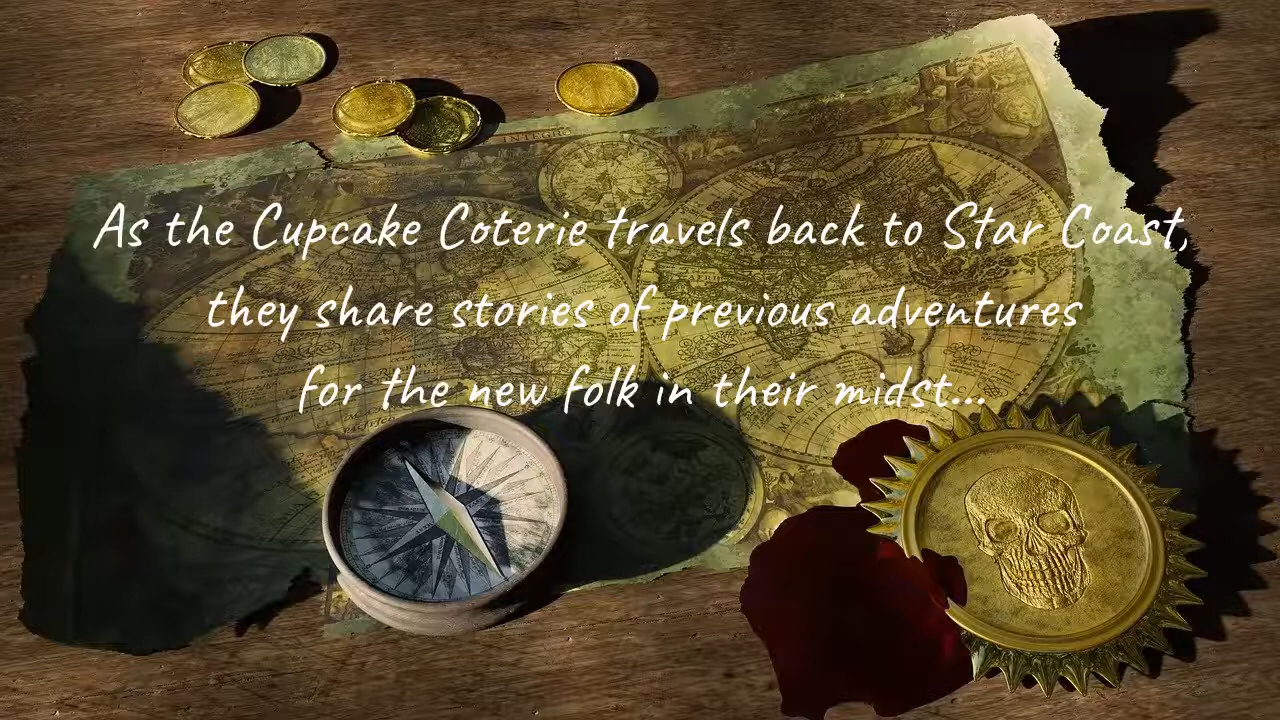 As the Cupcake Coterie travels back to Star Coast,
they share stories of previous adventures
for the new folk in their midst...